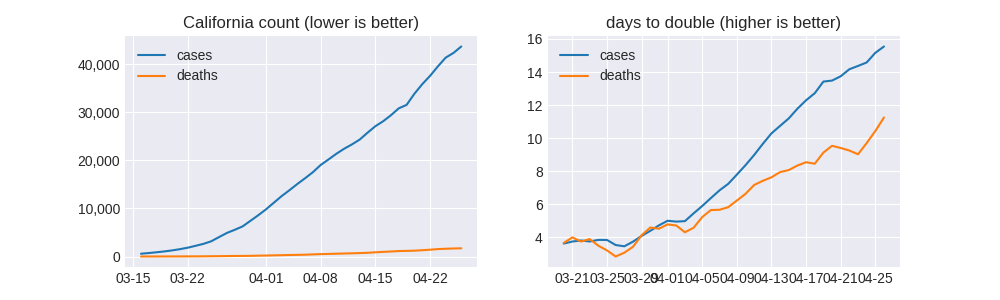 California count (lower is better)
cases
deaths
40,000
30,000
20,000
10,000
0
03-15 03-22 04-01 04-08 04-15 04-22
days to double (higher is better)
cases
deaths
16
14
12
10
8
6
4
03-21 03-25 03-29 04-01 04-05 04-09 04-13 04-17 04-21 04-25